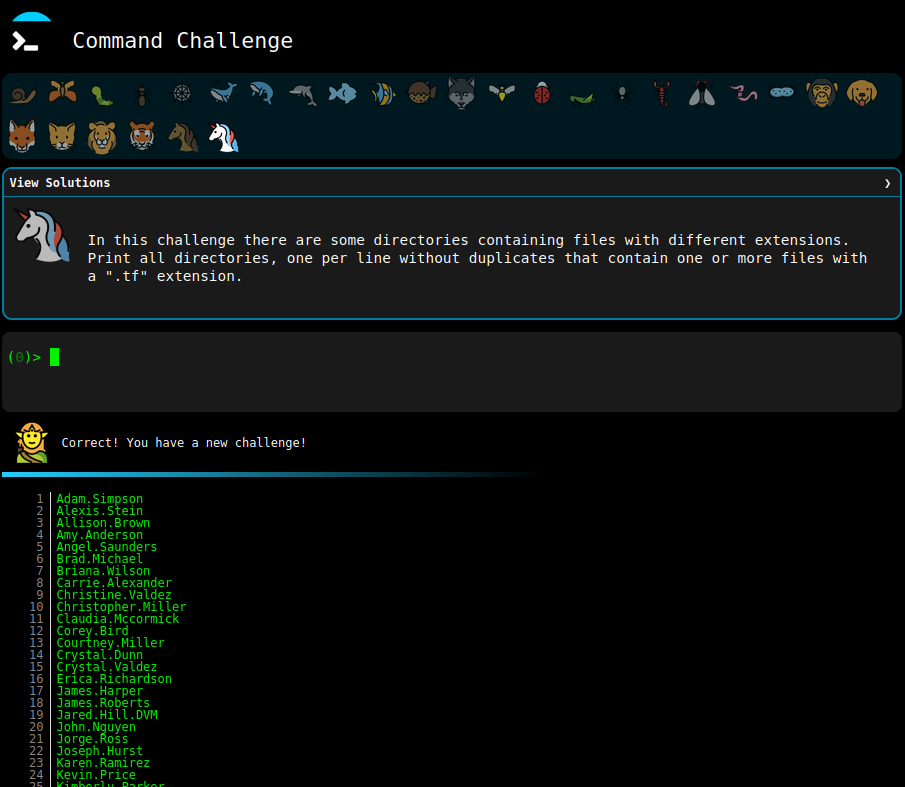 Command Challenge
View Solutions ❯
In this challenge there are some directories containing files with different extensions.
Print all directories, one per line without duplicates that contain one or more files with
a ".tf" extension.
(0)>
Correct! You have a new challenge!
1 Adam.Simpson
2 Alexis.Stein
3 Allison.Brown
4 Amy.Anderson
5 Angel.Saunders
6 Brad.Michael
7 Briana.Wilson
8 Carrie.Alexander
9 Christine.Valdez
10 Christopher.Miller
11 Claudia.Mccormick
12 Corey.Bird
13 Courtney.Miller
14 Crystal.Dunn
15 Crystal.Valdez
16 Erica.Richardson
17 James.Harper
18 James.Roberts
19 Jared.Hill.DVM
20 John.Nguyen
21 Jorge.Ross
22 Joseph.Hurst
23 Karen.Ramirez
24 Kevin.Price
25 Kimberly.Parker